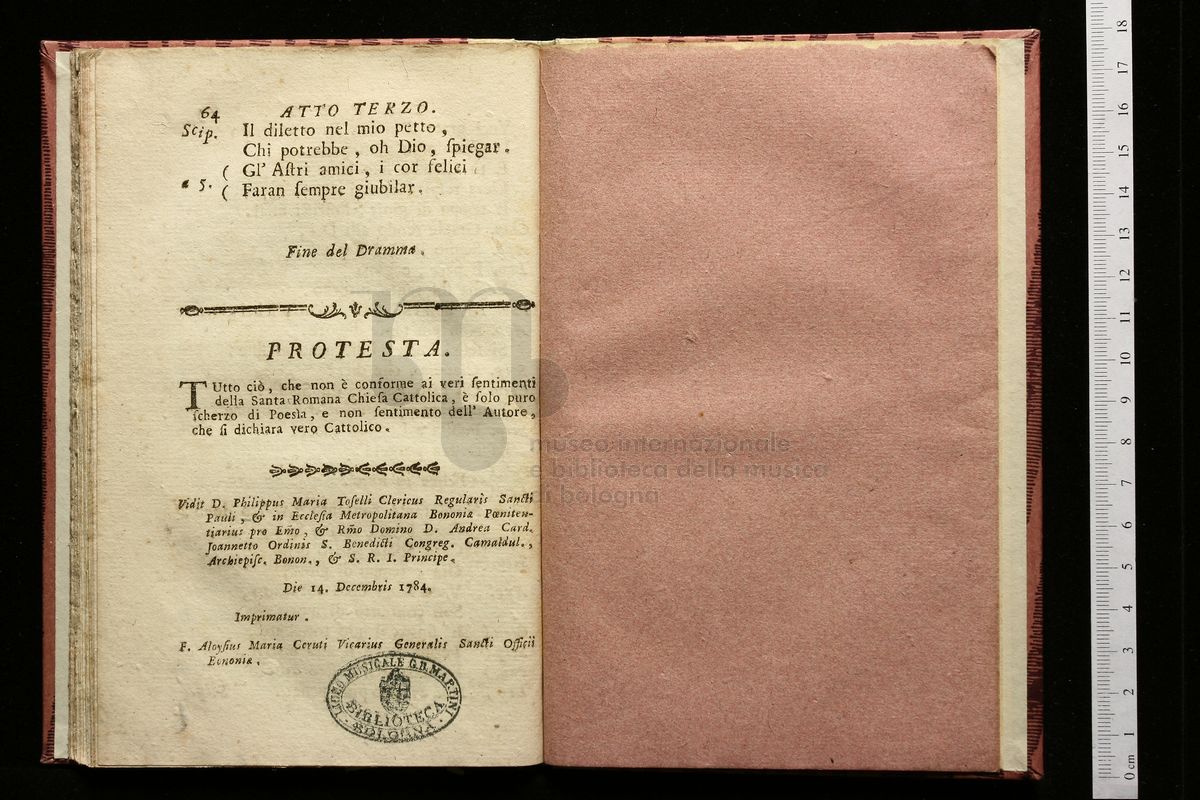 64 ATTO TERZO.
Scip. Il diletto nel mio petto,
Chi potrebbe, oh Dio, ſpiegar.
( Gl' Aſtri amici, i cor felici
a 5. ( Faran ſempre giubilar.
Fine del Dramma.
PROTESTA.
TUtto ciò, che non è conforme ai veri ſentimenti
della Santa Romana Chieſa Cattolica, è ſolo puro
ſcherzo di Poesìa, e non ſentimento dell' Autore,
che ſi dichiara vero Cattolico.
Vidit D. Philippus Maria Toſelli Clericus Regularis Sancti
Pauli, & in Eccleſia Metropolitana Bononiæ Pœniten-
tiarius pro Emo, & Rmo Domino D. Andrea Card.
Joannetto Ordinis S. Benedicti Congreg. Camaldul.,
Archiepiſc. Bonon., & S. R. I. Principe.
Die 14. Decembris 1784.
Imprimatur.
F. Aloyſius Maria Ceruti Vicarius Generalis Sancti Officii
Bononiæ.
LICEO MUSICALE G.B. MARTINI
BIBLIOTECA
BOLOGNA
museo internazionale
e biblioteca della musica
di bologna
18
17
16
15
14
13
12
11
10
9
8
7
6
5
4
3
2
1
0 cm